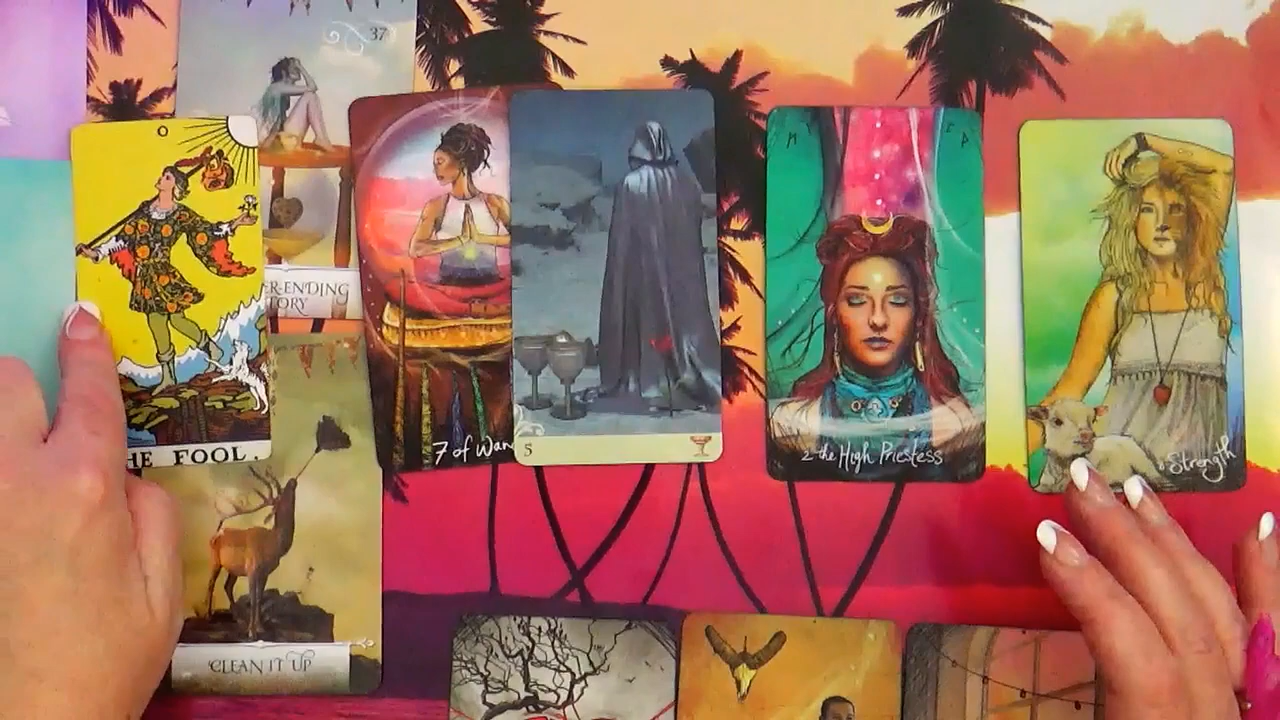 37
0
HE FOOL.
ER-ENDING
TORY
7 of Wan
5
2 the High Priestess
Strength
CLEAN IT UP